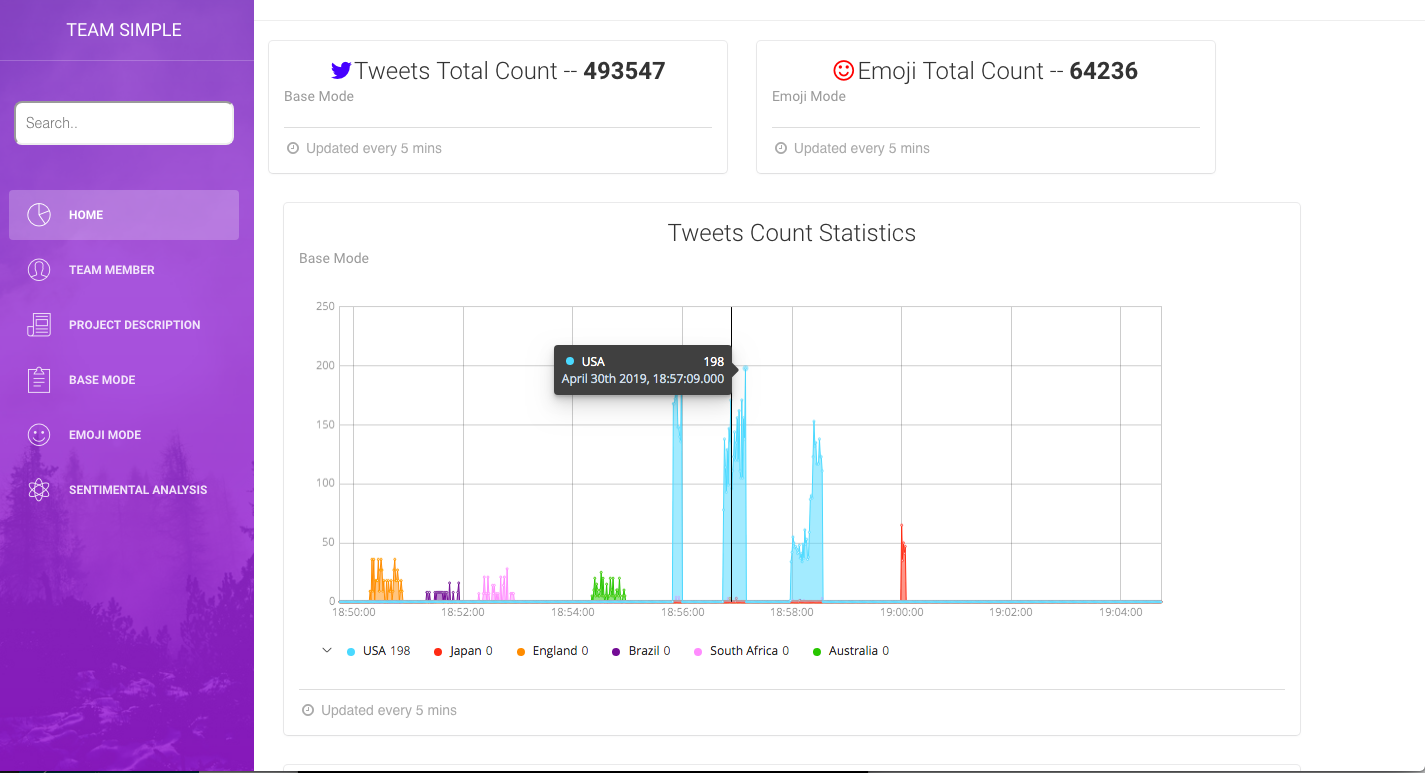 TEAM SIMPLE
Search..
HOME
TEAM MEMBER
PROJECT DESCRIPTION
BASE MODE
EMOJI MODE
SENTIMENTAL ANALYSIS
Tweets Total Count -- 493547
Base Mode
Updated every 5 mins
Emoji Total Count -- 64236
Emoji Mode
Updated every 5 mins
Tweets Count Statistics
Base Mode
250
200
150
100
50
0
USA 198
April 30th 2019, 18:57:09.000
18:50:00 18:52:00 18:54:00 18:56:00 18:58:00 19:00:00 19:02:00 19:04:00
USA 198 Japan 0 England 0 Brazil 0 South Africa 0 Australia 0
Updated every 5 mins